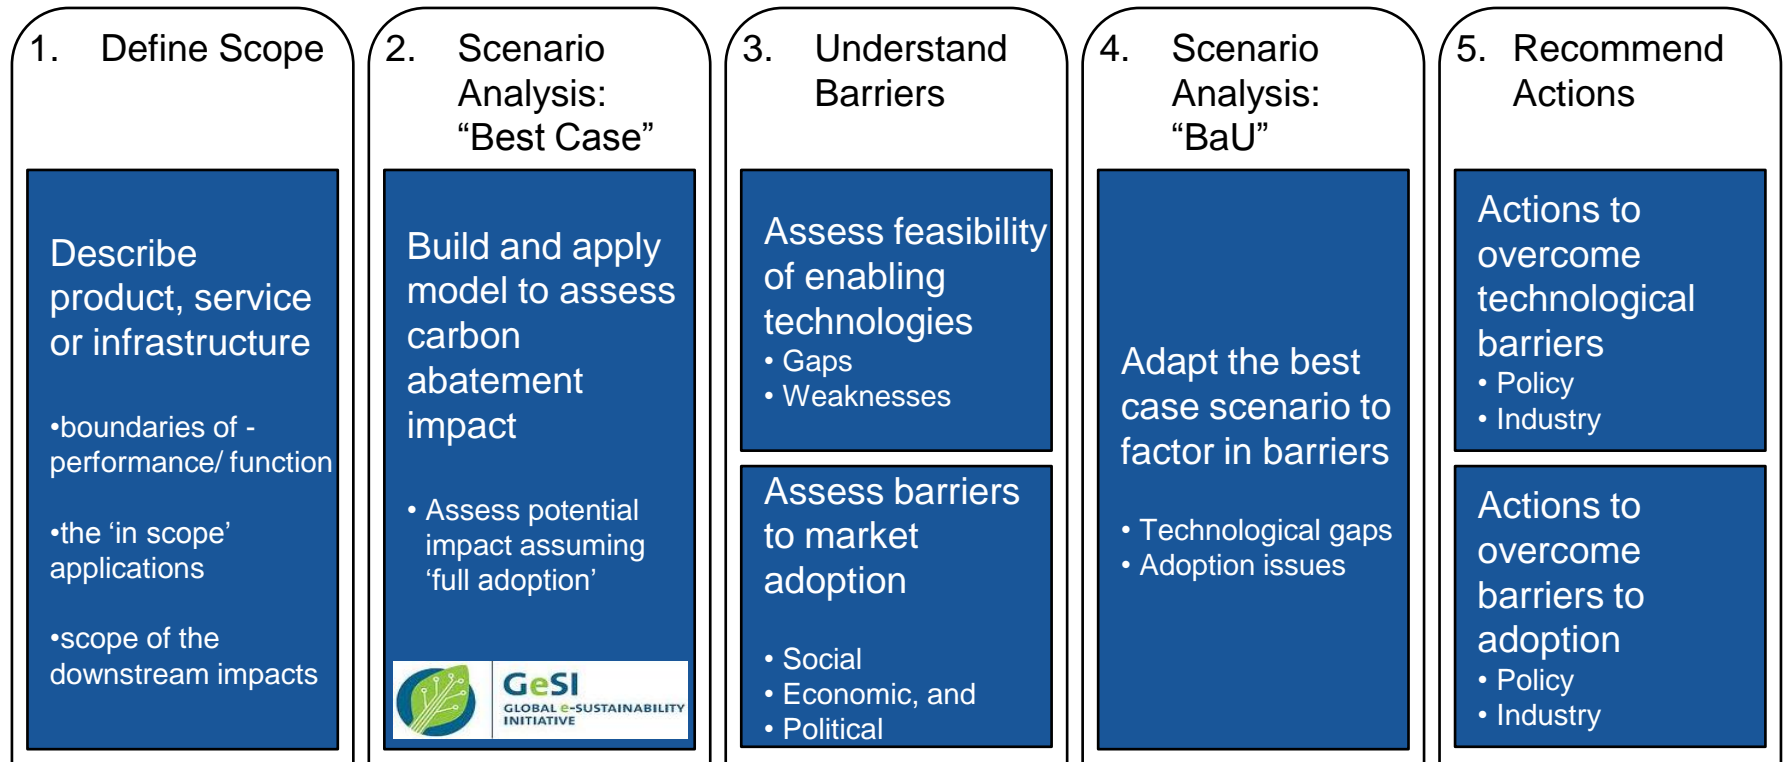 1. Define Scope
Describe
product, service
or infrastructure
•boundaries of -
performance/ function
•the ‘in scope’
applications
•scope of the
downstream impacts
2. Scenario
Analysis:
“Best Case”
Build and apply
model to assess
carbon
abatement
impact
• Assess potential
impact assuming
‘full adoption’
GeSI
GLOBAL e-SUSTAINABILITY
INITIATIVE
3. Understand
Barriers
Assess feasibility
of enabling
technologies
• Gaps
• Weaknesses
Assess barriers
to market
adoption
• Social
• Economic, and
• Political
4. Scenario
Analysis:
“BaU”
Adapt the best
case scenario to
factor in barriers
• Technological gaps
• Adoption issues
5. Recommend
Actions
Actions to
overcome
technological
barriers
• Policy
• Industry
Actions to
overcome
barriers to
adoption
• Policy
• Industry